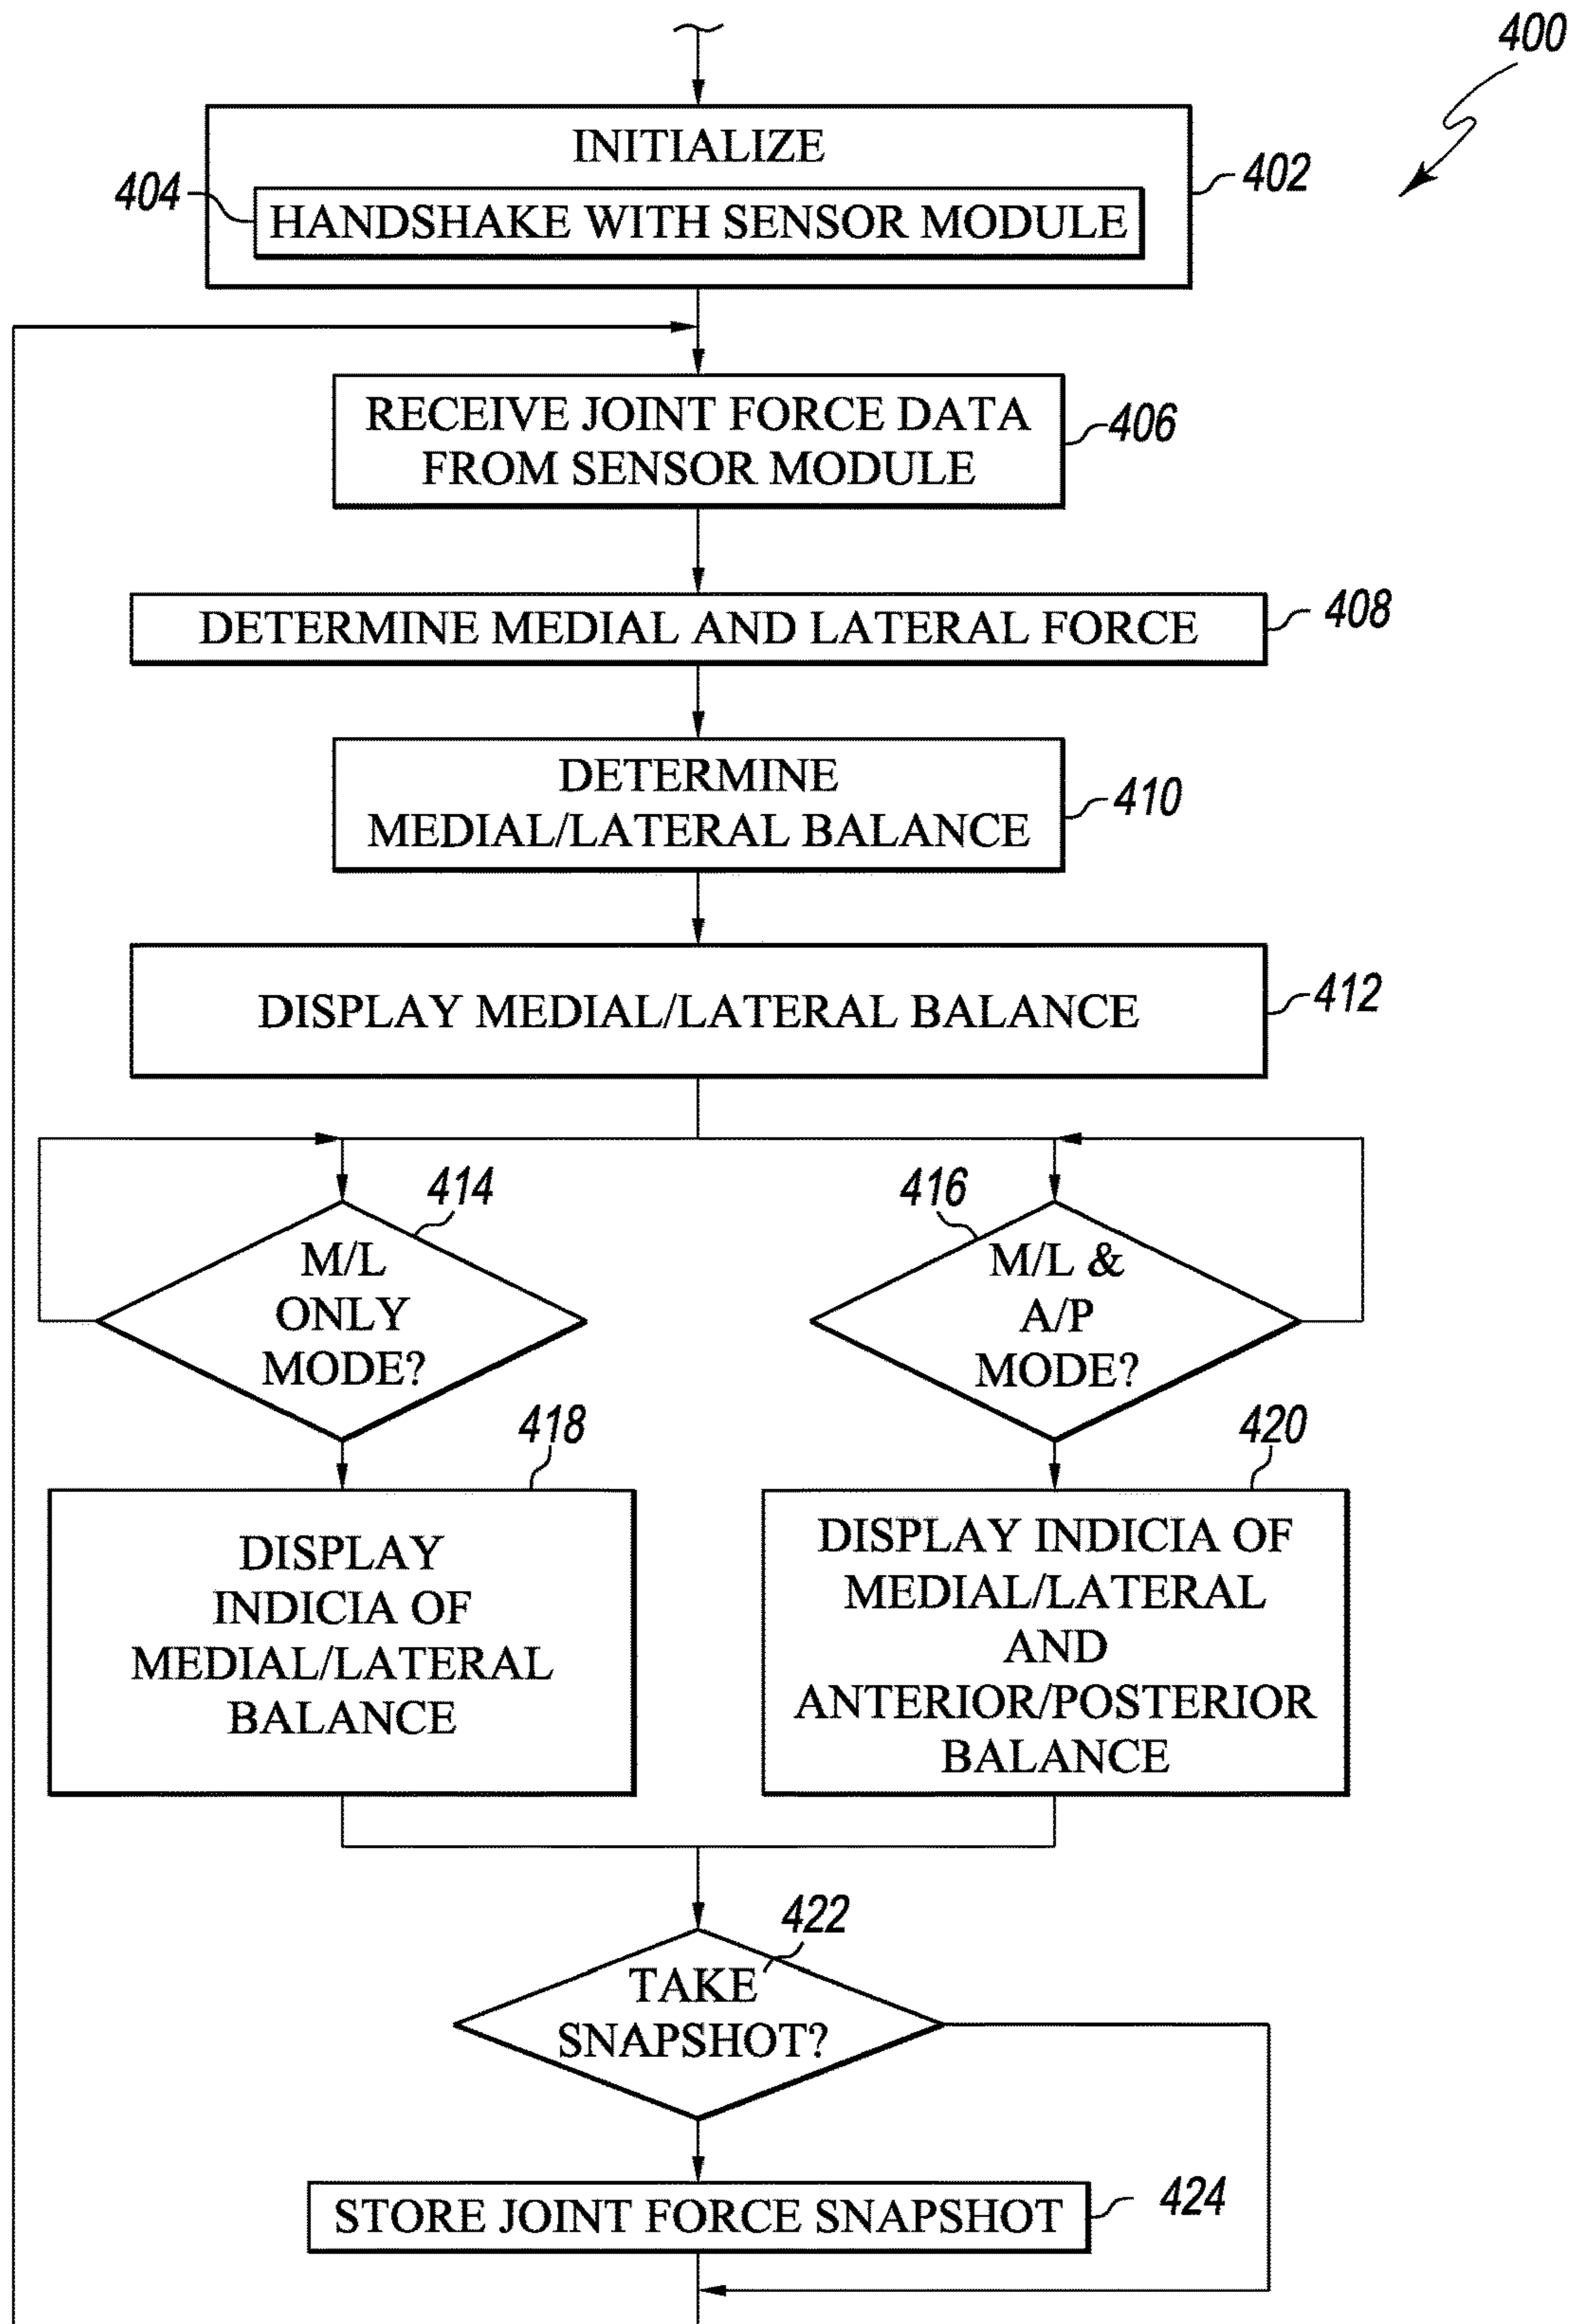 400
INITIALIZE
402
404
HANDSHAKE WITH SENSOR MODULE
RECEIVE JOINT FORCE DATA
FROM SENSOR MODULE
406
DETERMINE MEDIAL AND LATERAL FORCE
408
DETERMINE
MEDIAL/LATERAL BALANCE
410
DISPLAY MEDIAL/LATERAL BALANCE
412
414
M/L
ONLY
MODE?
416
M/L &
A/P
MODE?
418
DISPLAY
INDICIA OF
MEDIAL/LATERAL
BALANCE
420
DISPLAY INDICIA OF
MEDIAL/LATERAL
AND
ANTERIOR/POSTERIOR
BALANCE
422
TAKE
SNAPSHOT?
STORE JOINT FORCE SNAPSHOT
424